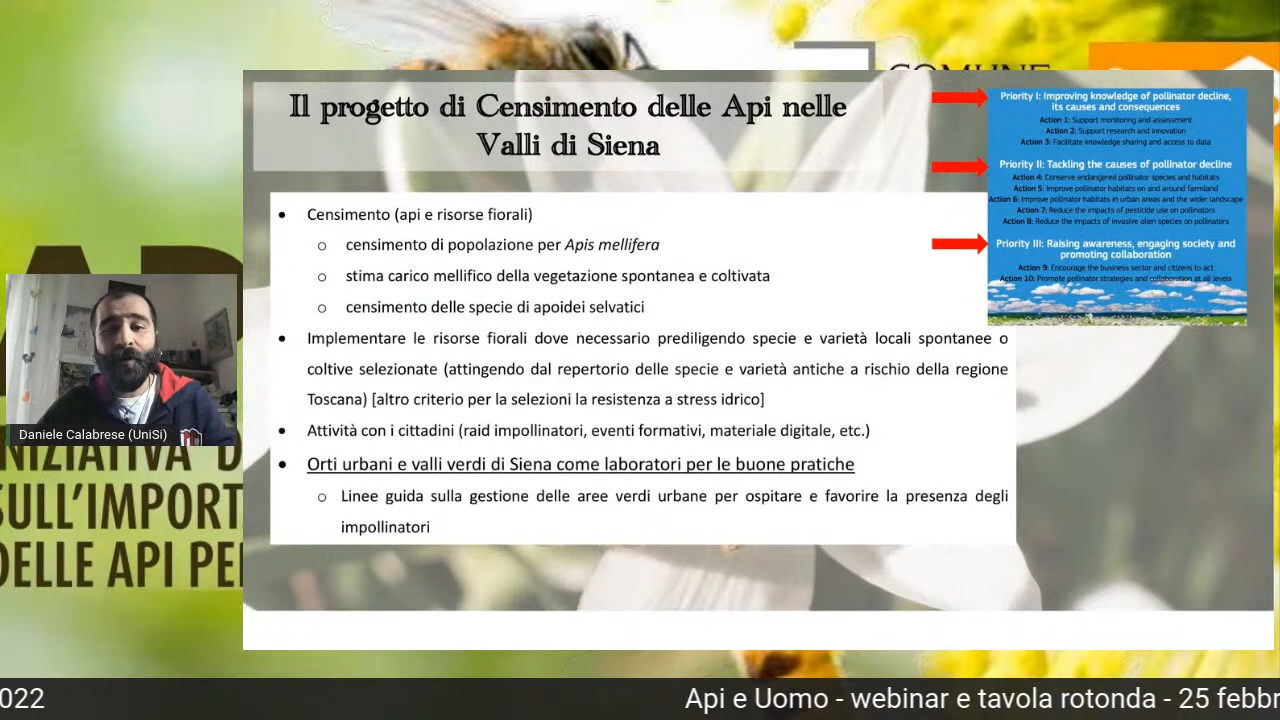 COMUNE
Il progetto di Censimento delle Api nelle
Valli di Siena
Priority I: Improving knowledge of pollinator decline,
its causes and consequences
Action 1: Support monitoring and assessment
Action 2: Support research and innovation
Action 3: Facilitate knowledge sharing and access to data
Priority II: Tackling the causes of pollinator decline
Action 4: Conserve endangered pollinator species and habitats
Action 5: Improve pollinator habitats on and around farmland
Action 6: Improve pollinator habitats in urban areas and the wider landscape
Action 7: Reduce the impacts of pesticide use on pollinators
Action 8: Reduce the impacts of invasive alien species on pollinators
Priority III: Raising awareness, engaging society and
promoting collaboration
Action 9: Encourage the business sector and citizens to act
Action 10: Promote pollinator strategies and collaboration at all levels
• Censimento (api e risorse fiorali)
o censimento di popolazione per Apis mellifera
o stima carico mellifico della vegetazione spontanea e coltivata
o censimento delle specie di apoidei selvatici
• Implementare le risorse fiorali dove necessario prediligendo specie e varietà locali spontanee o
coltive selezionate (attingendo dal repertorio delle specie e varietà antiche a rischio della regione
Toscana) [altro criterio per la selezioni la resistenza a stress idrico]
• Attività con i cittadini (raid impollinatori, eventi formativi, materiale digitale, etc.)
• Orti urbani e valli verdi di Siena come laboratori per le buone pratiche
o Linee guida sulla gestione delle aree verdi urbane per ospitare e favorire la presenza degli
impollinatori
Daniele Calabrese (UniSi)
NIZIATIVA D
SULL'IMPORT
DELLE API PE
022
Api e Uomo - webinar e tavola rotonda - 25 febbr